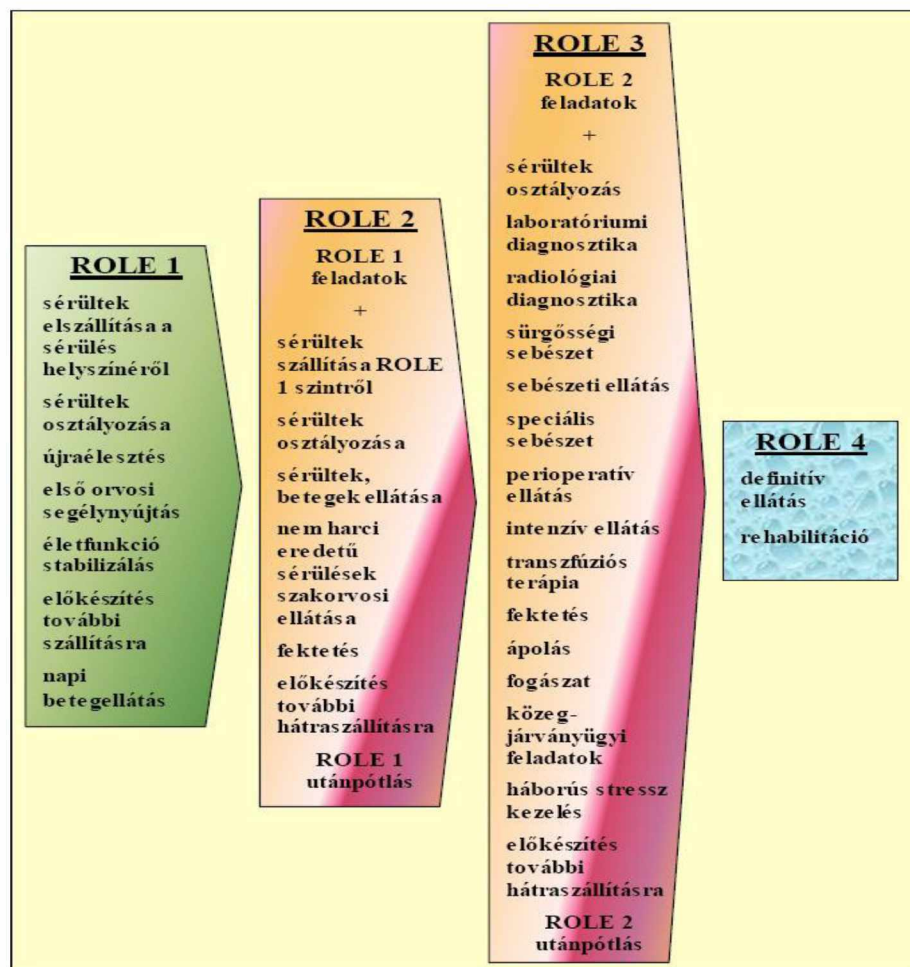 ROLE 1
sérültek
elszállítása a
sérülés
helyszínéről
sérültek
osztályozása
újraélesztés
első orvosi
segélynyújtás
életfunkció
stabilizálás
előkészítés
további
szállításra
napi
betegellátás
ROLE 2
ROLE 1
feladatok
+
sérültek
szállítása ROLE
1 szintről
sérültek
osztályozása
sérültek,
betegek ellátása
nem harci
eredetű
sérülések
szakorvosi
ellátása
fektetés
előkészítés
további
hátraszállításra
ROLE 1
utánpótlás
ROLE 3
ROLE 2
feladatok
+
sérültek
osztályozás
laboratóriumi
diagnosztika
radiológiai
diagnosztika
sürgősségi
sebészet
sebészeti ellátás
speciális
sebészet
perioperatív
ellátás
intenzív ellátás
transzfúziós
terápia
fektetés
ápolás
fogászat
közeg-
járványügyi
feladatok
háborús stressz
kezelés
előkészítés
további
hátraszállításra
ROLE 2
utánpótlás
ROLE 4
definitív
ellátás
rehabilitáció